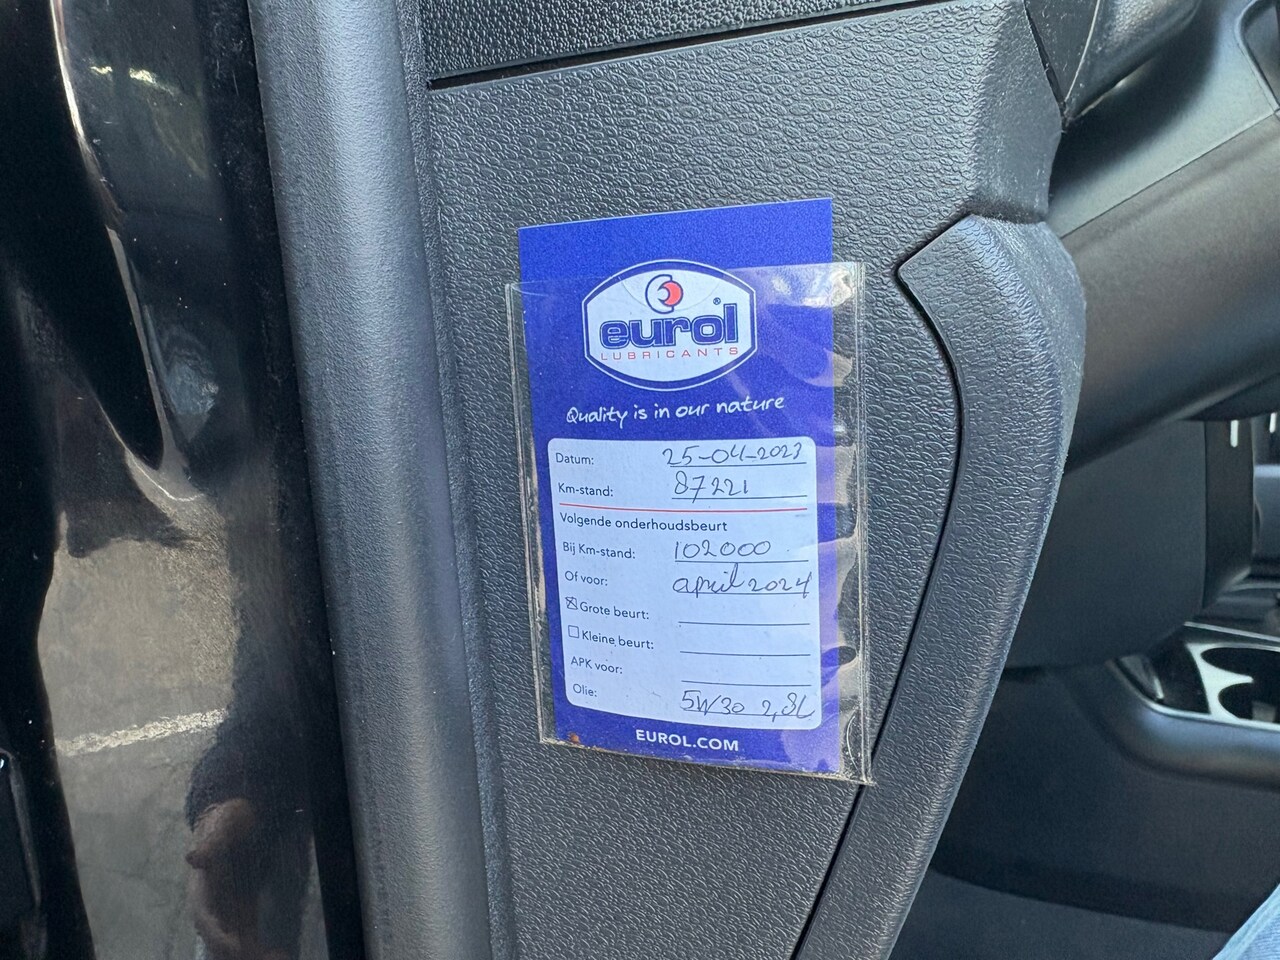 eurol®
LUBRICANTS
Quality is in our nature
Datum: 25-04-2023
Km-stand: 87221
Volgende onderhoudsbeurt
Bij Km-stand: 102000
Of voor: april 2024
☒ Grote beurt:
☐ Kleine beurt:
APK voor:
Olie: 5W30 2,8L
EUROL.COM